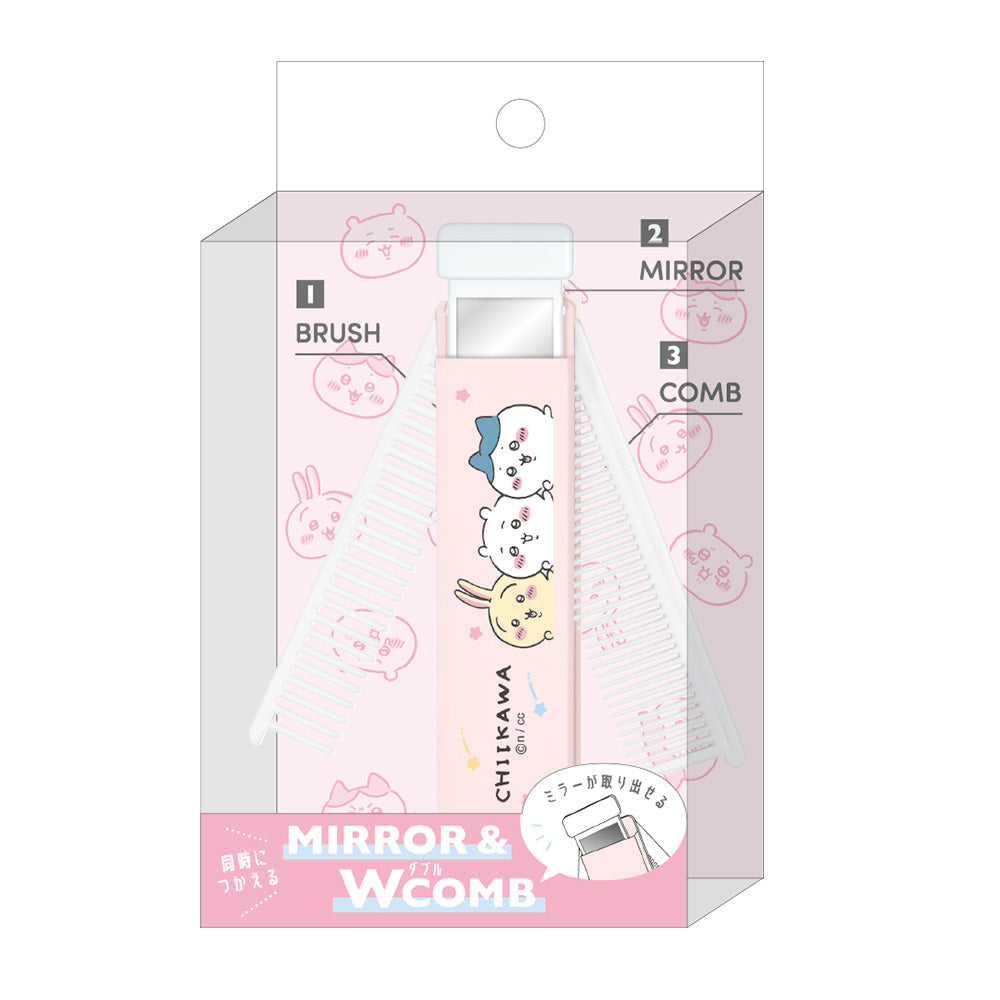 1
BRUSH
2
MIRROR
3
COMB
CHIIKAWA
©n/cc
ミラーが取り出せる
同時に
つかえる
MIRROR &
ダブル
WCOMB